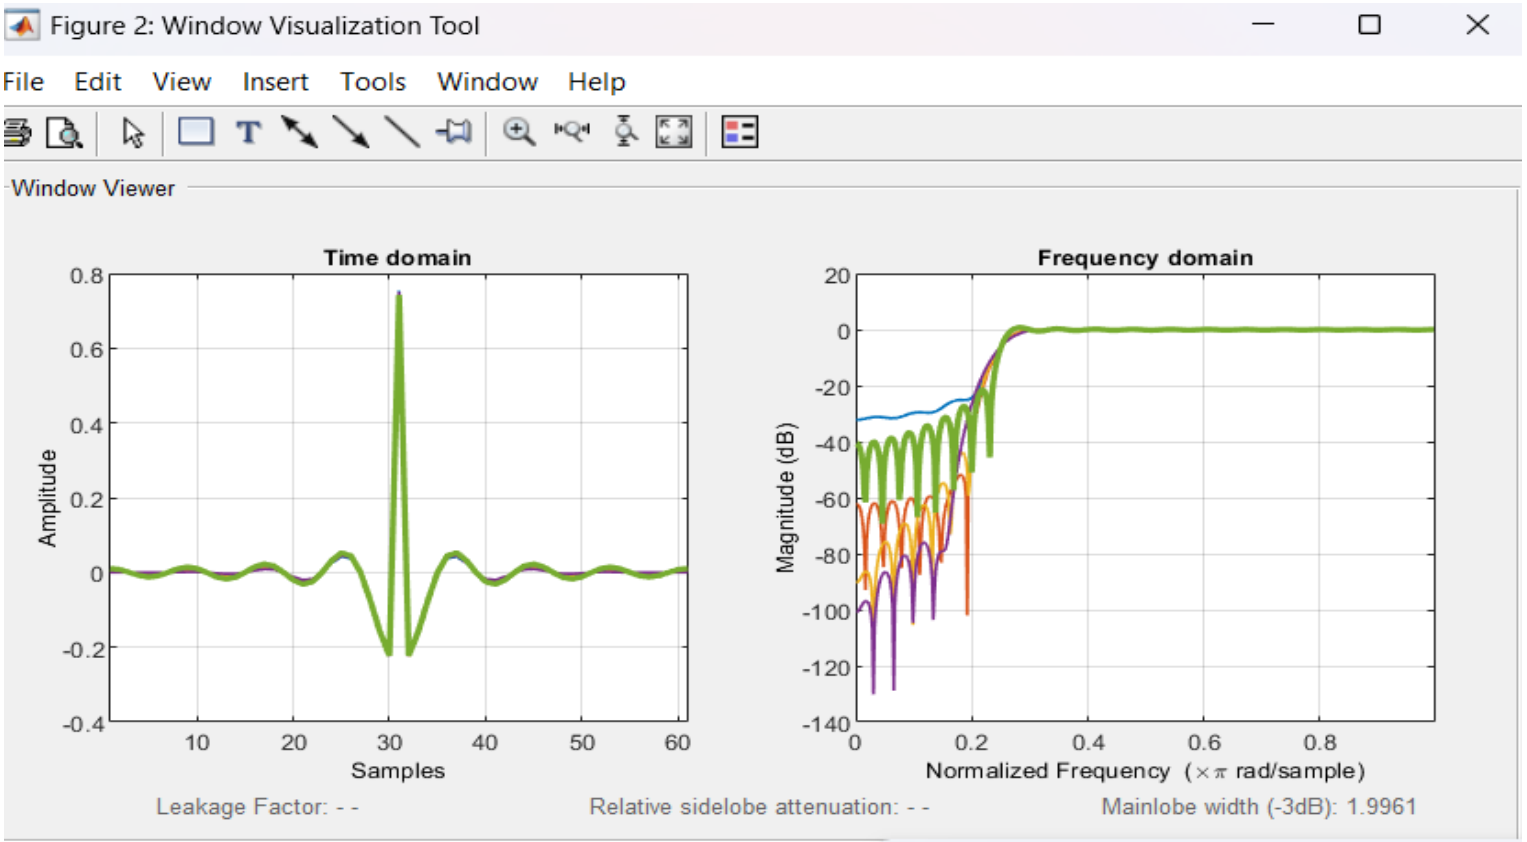 Figure 2: Window Visualization Tool
File Edit View Insert Tools Window Help
T
Window Viewer
Time domain
0.8
0.6
0.4
0.2
0
-0.2
-0.4
Amplitude
10 20 30 40 50 60
Samples
Frequency domain
20
0
-20
-40
-60
-80
-100
-120
-140
Magnitude (dB)
0 0.2 0.4 0.6 0.8
Normalized Frequency (×π rad/sample)
Leakage Factor: - - Relative sidelobe attenuation: - - Mainlobe width (-3dB): 1.9961